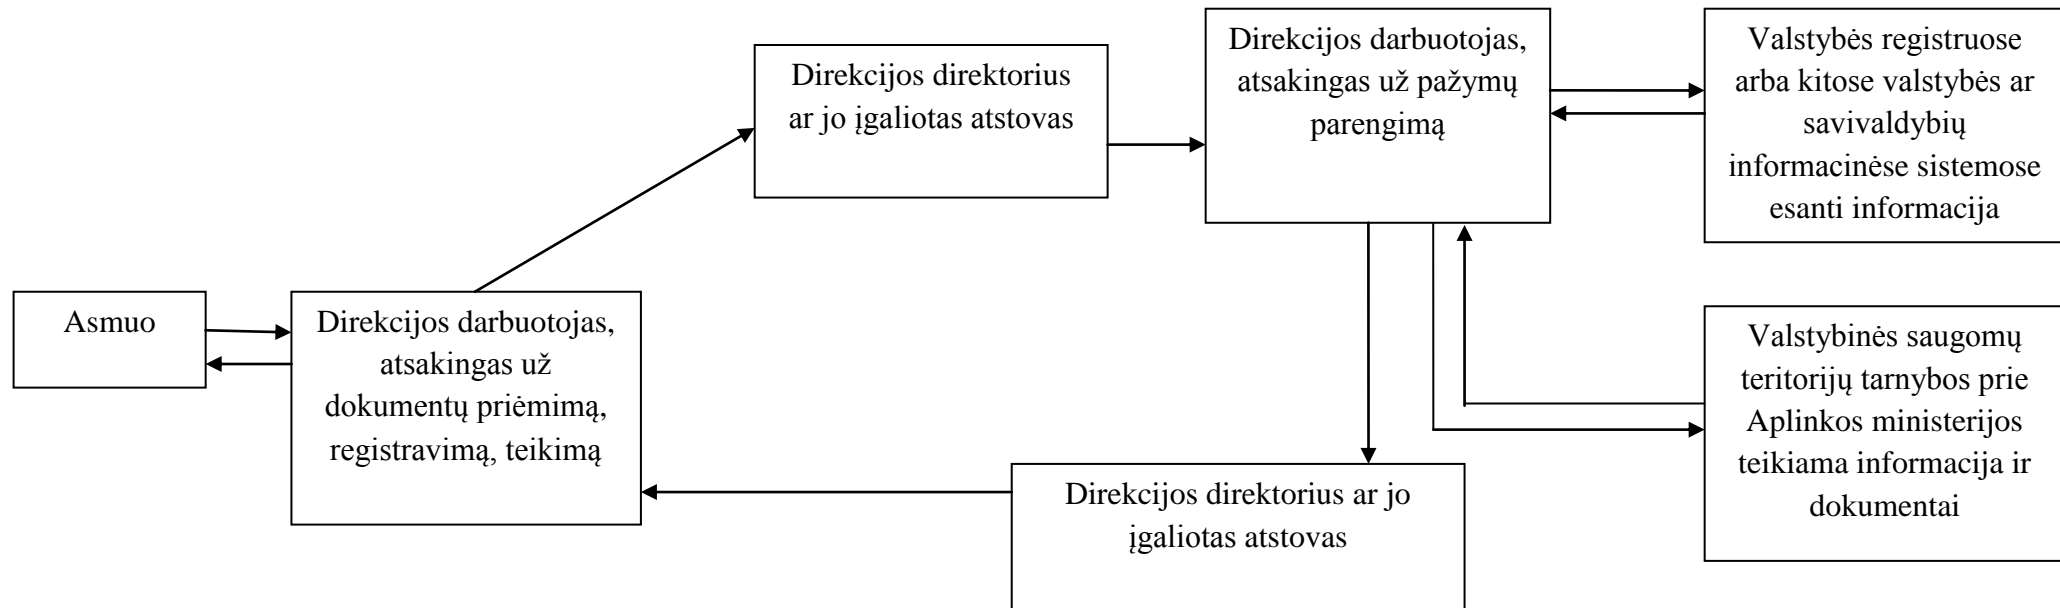 Asmuo
Direkcijos darbuotojas,
atsakingas už
dokumentų priėmimą,
registravimą, teikimą
Direkcijos direktorius
ar jo įgaliotas atstovas
Direkcijos darbuotojas,
atsakingas už pažymų
parengimą
Valstybės registruose
arba kitose valstybės ar
savivaldybių
informacinėse sistemose
esanti informacija
Valstybinės saugomų
teritorijų tarnybos prie
Aplinkos ministerijos
teikiama informacija ir
dokumentai
Direkcijos direktorius ar jo
įgaliotas atstovas